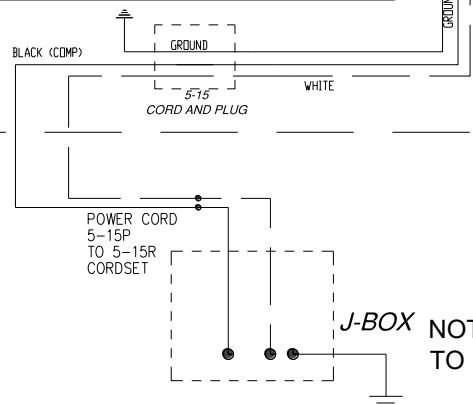 GROUND
GROUN
BLACK (COMP)
WHITE
5-15
CORD AND PLUG
POWER CORD
5-15P
TO 5-15R
CORDSET
J-BOX
NOT
TO